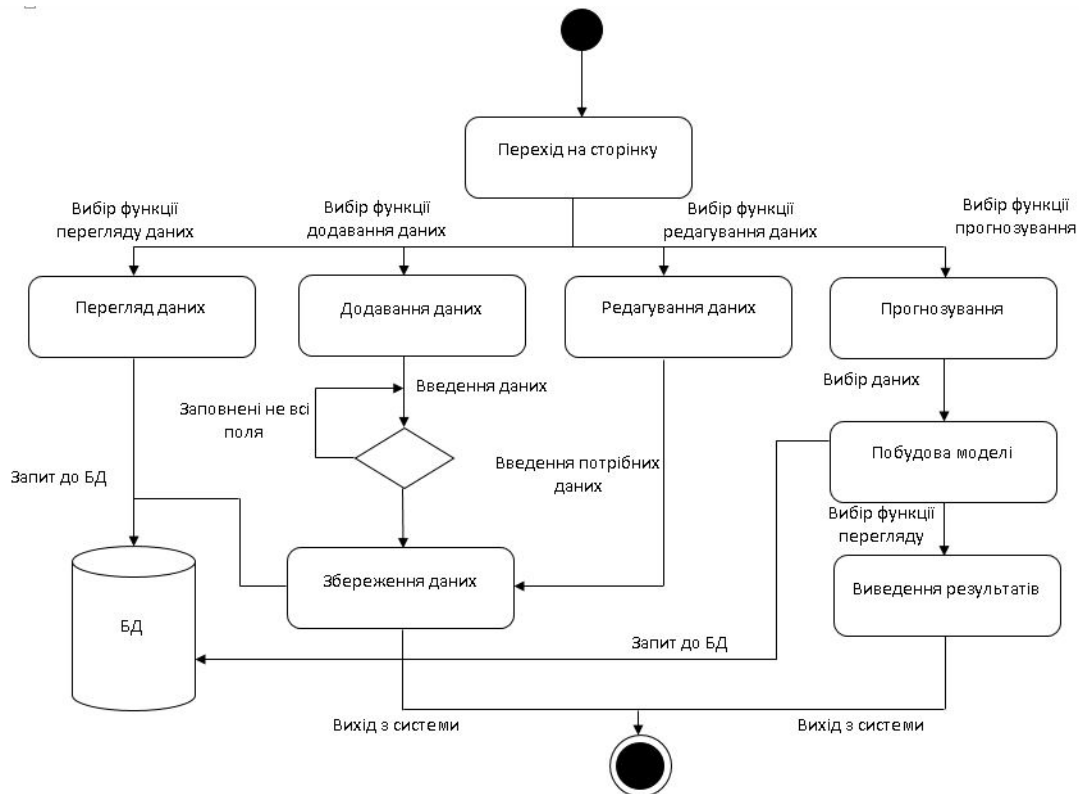 Перехід на сторінку
Вибір функції
перегляду даних
Вибір функції
додавання даних
Вибір функції
редагування даних
Вибір функції
прогнозування
Перегляд даних
Додавання даних
Редагування даних
Прогнозування
Введення даних
Вибір даних
Заповнені не всі
поля
Запит до БД
Введення потрібних
даних
Побудова моделі
Вибір функції
перегляду
Збереження даних
Виведення результатів
БД
Запит до БД
Вихід з системи
Вихід з системи